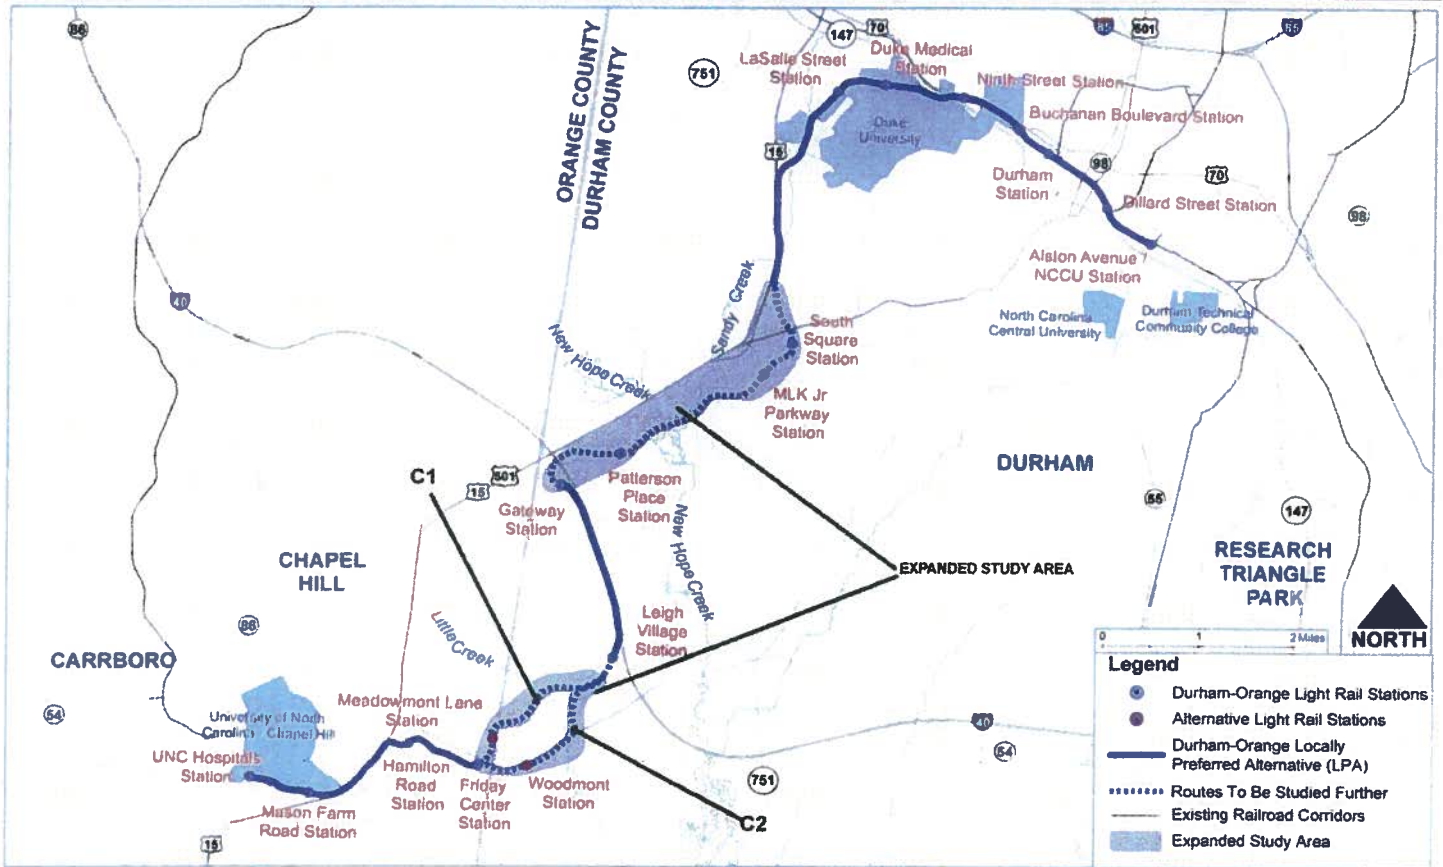 86
ORANGE COUNTY
DURHAM COUNTY
751
147
70
85
501
85
LaSalle Street
Station
Duke Medical
Station
Ninth Street Station
Buchanan Boulevard Station
Duke
University
15
98
70
98
Durham
Station
Dillard Street Station
Alston Avenue /
NCCU Station
40
North Carolina
Central University
Durham Technical
Community College
Sandy Creek
New Hope Creek
South
Square
Station
MLK Jr
Parkway
Station
DURHAM
C1
15
501
Patterson
Place
Station
Gateway
Station
55
147
New Hope Creek
CHAPEL
HILL
EXPANDED STUDY AREA
RESEARCH
TRIANGLE
PARK
86
Little Creek
Leigh
Village
Station
NORTH
CARRBORO
54
University of North
Carolina Chapel Hill
Meadowmont Lane
Station
UNC Hospitals
Station
Hamilton
Road
Station
Friday
Center
Station
Woodmont
Station
Mason Farm
Road Station
15
751
C2
40
54
0 1 2 Miles
Legend
Durham-Orange Light Rail Stations
Alternative Light Rail Stations
Durham-Orange Locally
Preferred Alternative (LPA)
Routes To Be Studied Further
Existing Railroad Corridors
Expanded Study Area